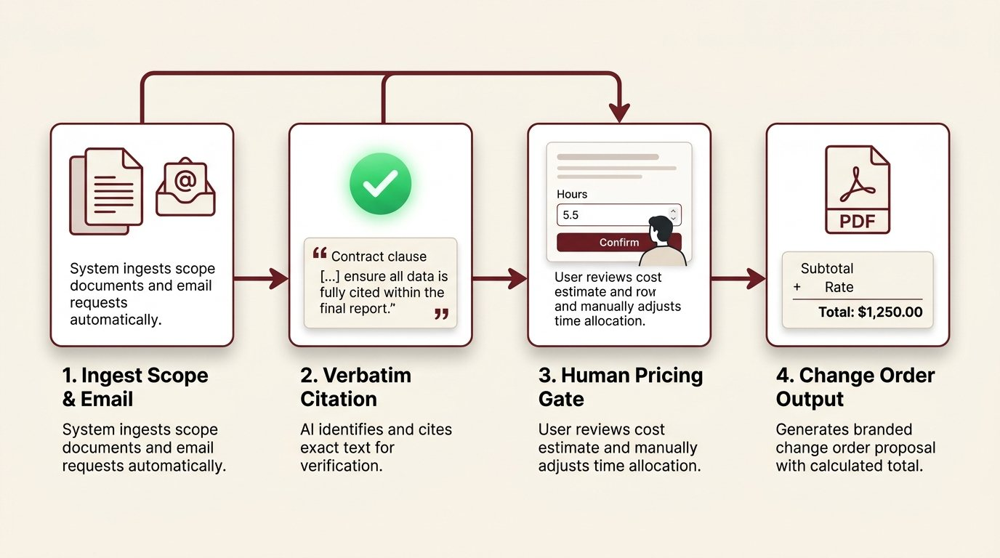 System ingests scope
documents and email
requests
automatically.
1. Ingest Scope
& Email
System ingests scope
documents and email
requests automatically.
“ Contract clause
[...] ensure all data is
fully cited within the
final report.”
”
2. Verbatim
Citation
AI identifies and cites
exact text for
verification.
Hours
5.5
Confirm
User reviews cost
estimate and
and manually adjusts
time allocation.
3. Human Pricing
Gate
User reviews cost
estimate and manually
adjusts time allocation.
PDF
Subtotal
+ Rate
Total: $1,250.00
4. Change Order
Output
Generates branded
change order proposal
with calculated total.